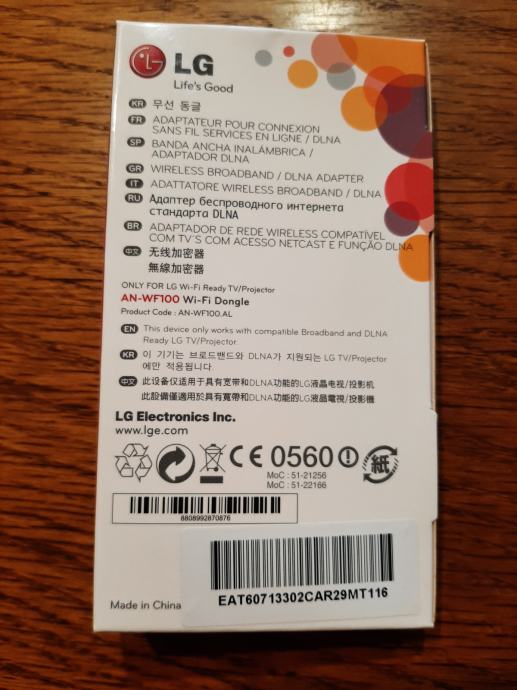 LG
Life's Good
KR 무선 동글
FR ADAPTATEUR POUR CONNEXION
SANS FIL SERVICES EN LIGNE / DLNA
SP BANDA ANCHA INALÁMBRICA /
ADAPTADOR DLNA
GR WIRELESS BROADBAND / DLNA ADAPTER
IT ADATTATORE WIRELESS BROADBAND / DLNA
RU Адаптер беспроводного интернета
стандарта DLNA
BR ADAPTADOR DE REDE WIRELESS COMPATÍVEL
COM TV'S COM ACESSO NETCAST E FUNÇÃO DLNA
中文 无线加密器
無線加密器
ONLY FOR LG Wi-Fi Ready TV/Projector
AN-WF100 Wi-Fi Dongle
Product Code : AN-WF100.AL
EN This device only works with compatible Broadband and DLNA
Ready LG TV/Projector.
KR 이 기기는 브로드밴드와 DLNA가 지원되는 LG TV/Projector
에만 적용됩니다.
中文 此设备仅适用于具有宽带和DLNA功能的LG液晶电视/投影机
此設備僅適用於具有寬帶和DLNA功能的LG液晶電視/投影機
LG Electronics Inc.
www.lge.com
CE 0560 紙
MoC : 51-21256
MoC : 51-22166
8808992870876
EAT60713302CAR29MT116
Made in China